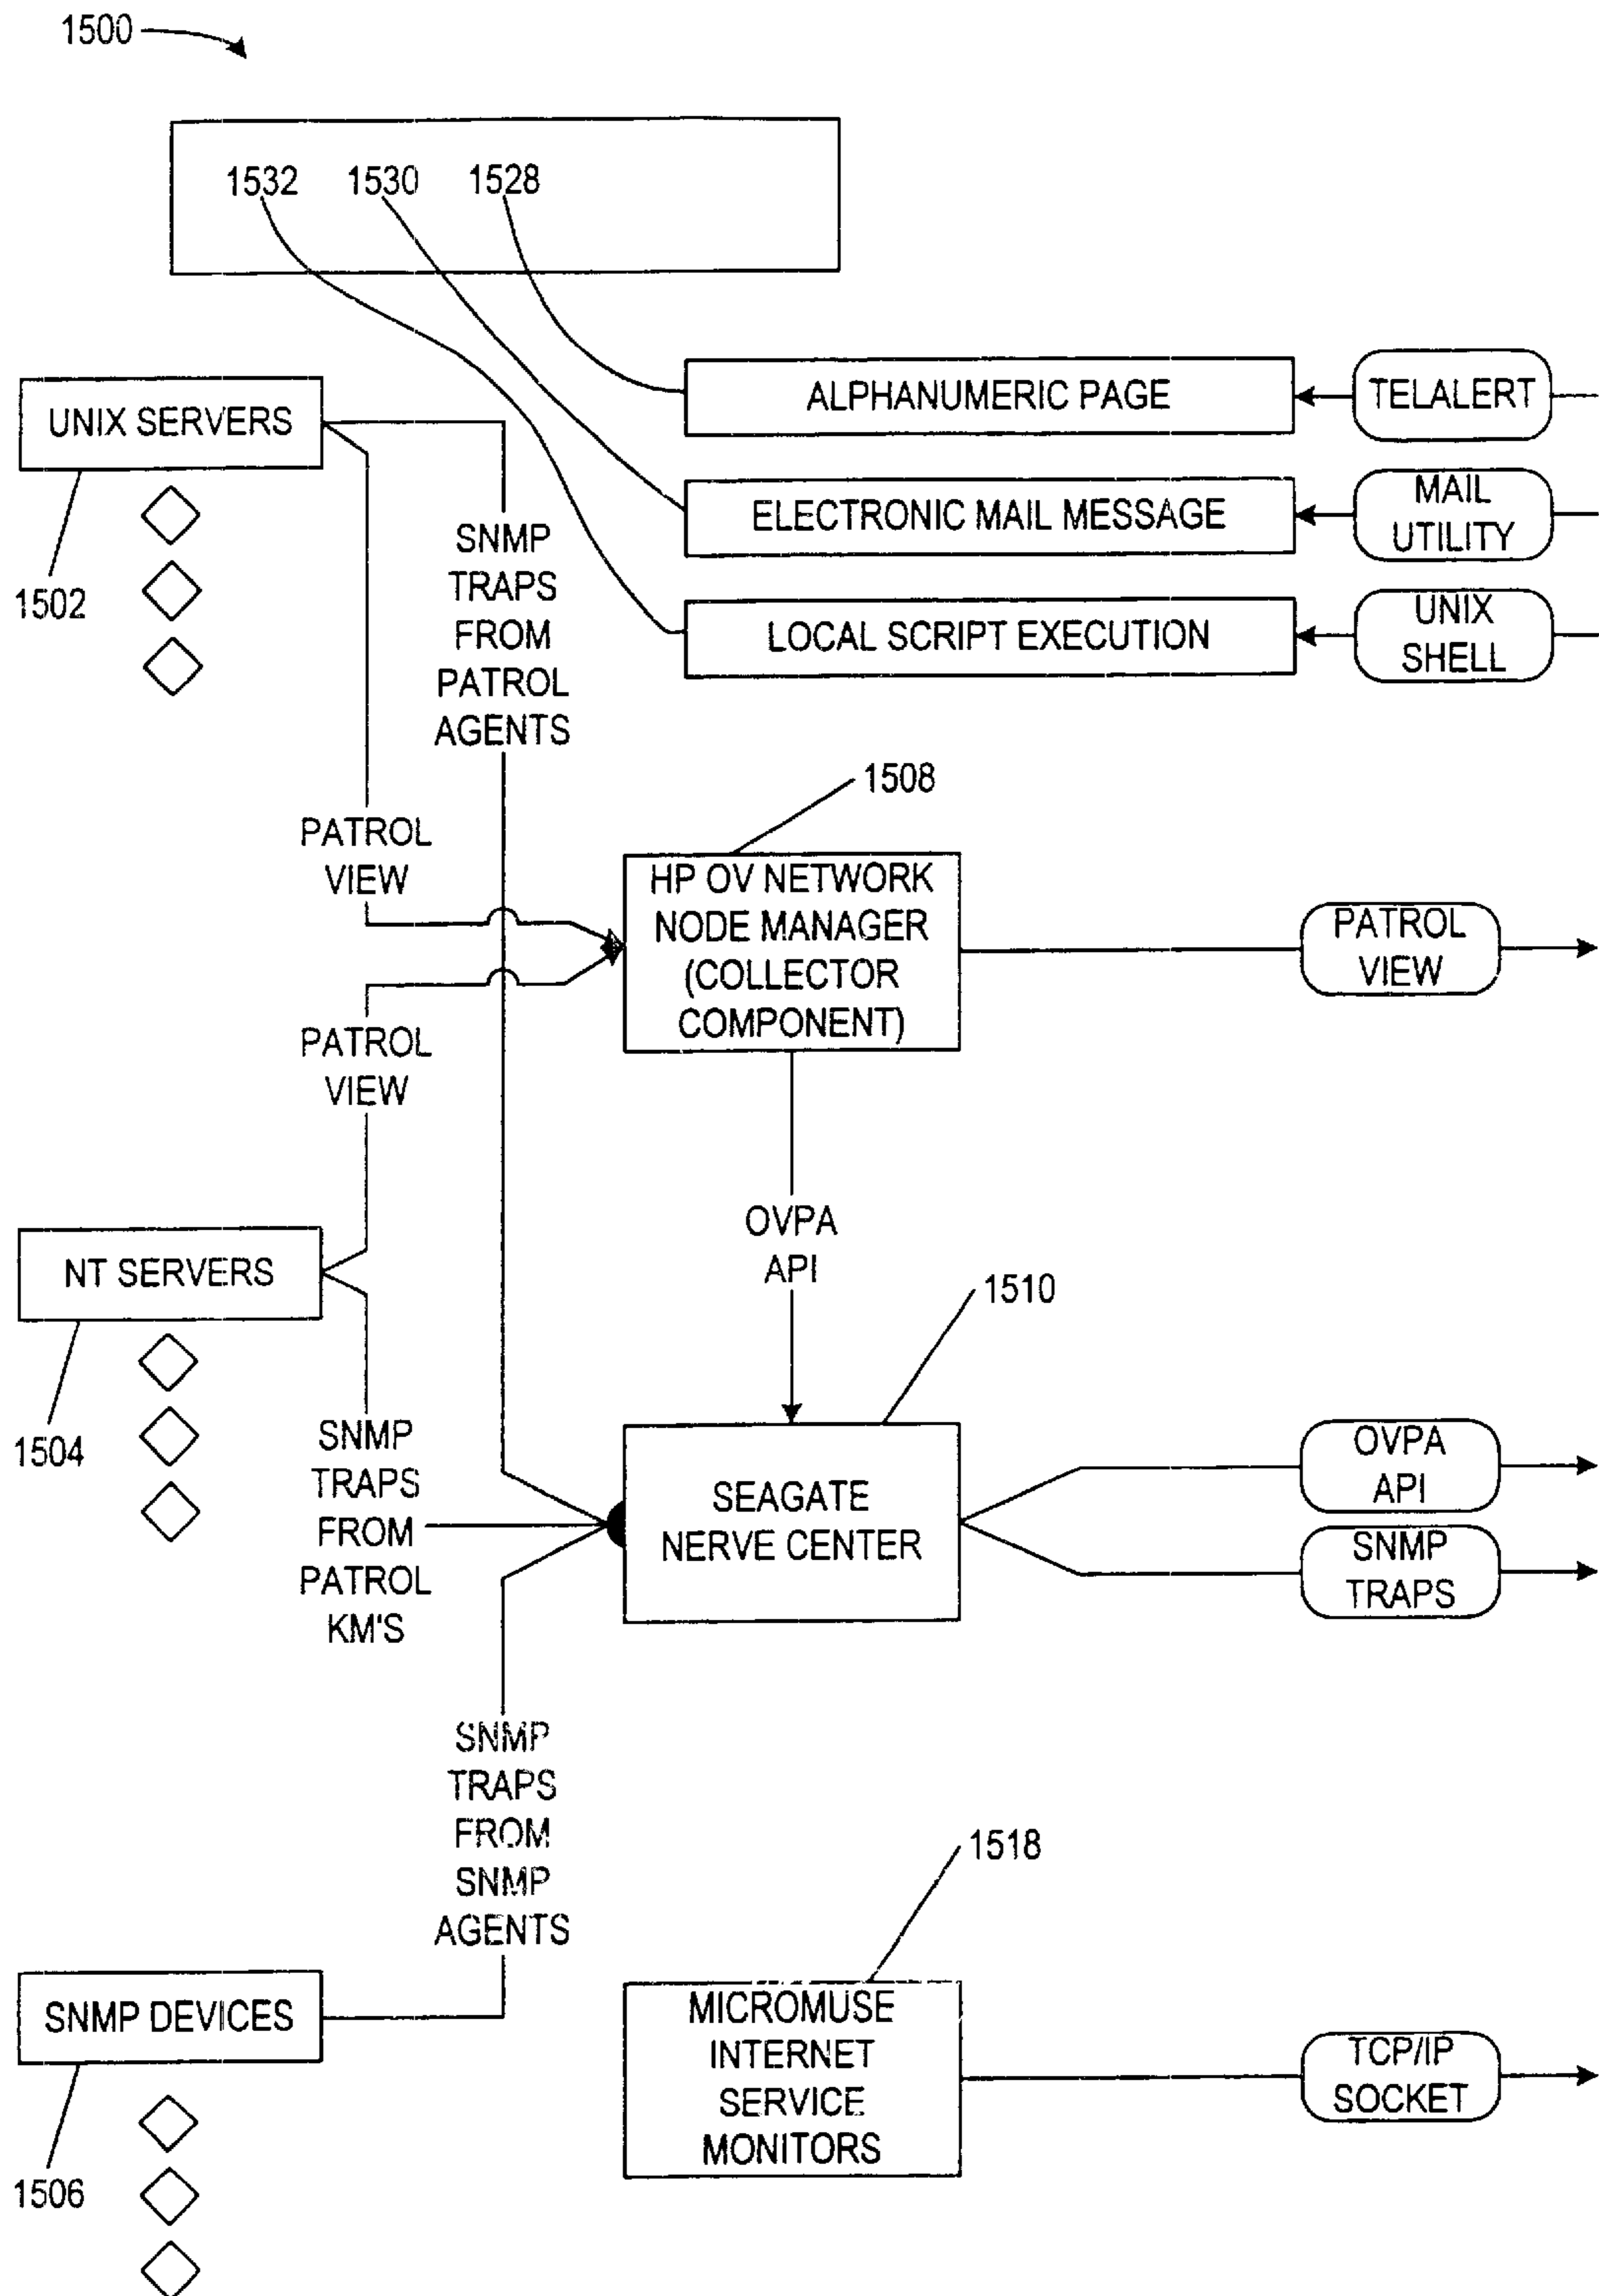 1500
1532 1530 1528
UNIX SERVERS
1502
ALPHANUMERIC PAGE
TELALERT
ELECTRONIC MAIL MESSAGE
MAIL
UTILITY
LOCAL SCRIPT EXECUTION
UNIX
SHELL
SNMP
TRAPS
FROM
PATROL
AGENTS
PATROL
VIEW
1508
HP OV NETWORK
NODE MANAGER
(COLLECTOR
COMPONENT)
PATROL
VIEW
PATROL
VIEW
OVPA
API
NT SERVERS
1504
1510
SNMP
TRAPS
FROM
PATROL
KM'S
SEAGATE
NERVE CENTER
OVPA
API
SNMP
TRAPS
SNMP
TRAPS
FROM
SNMP
AGENTS
1518
SNMP DEVICES
1506
MICROMUSE
INTERNET
SERVICE
MONITORS
TCP/IP
SOCKET